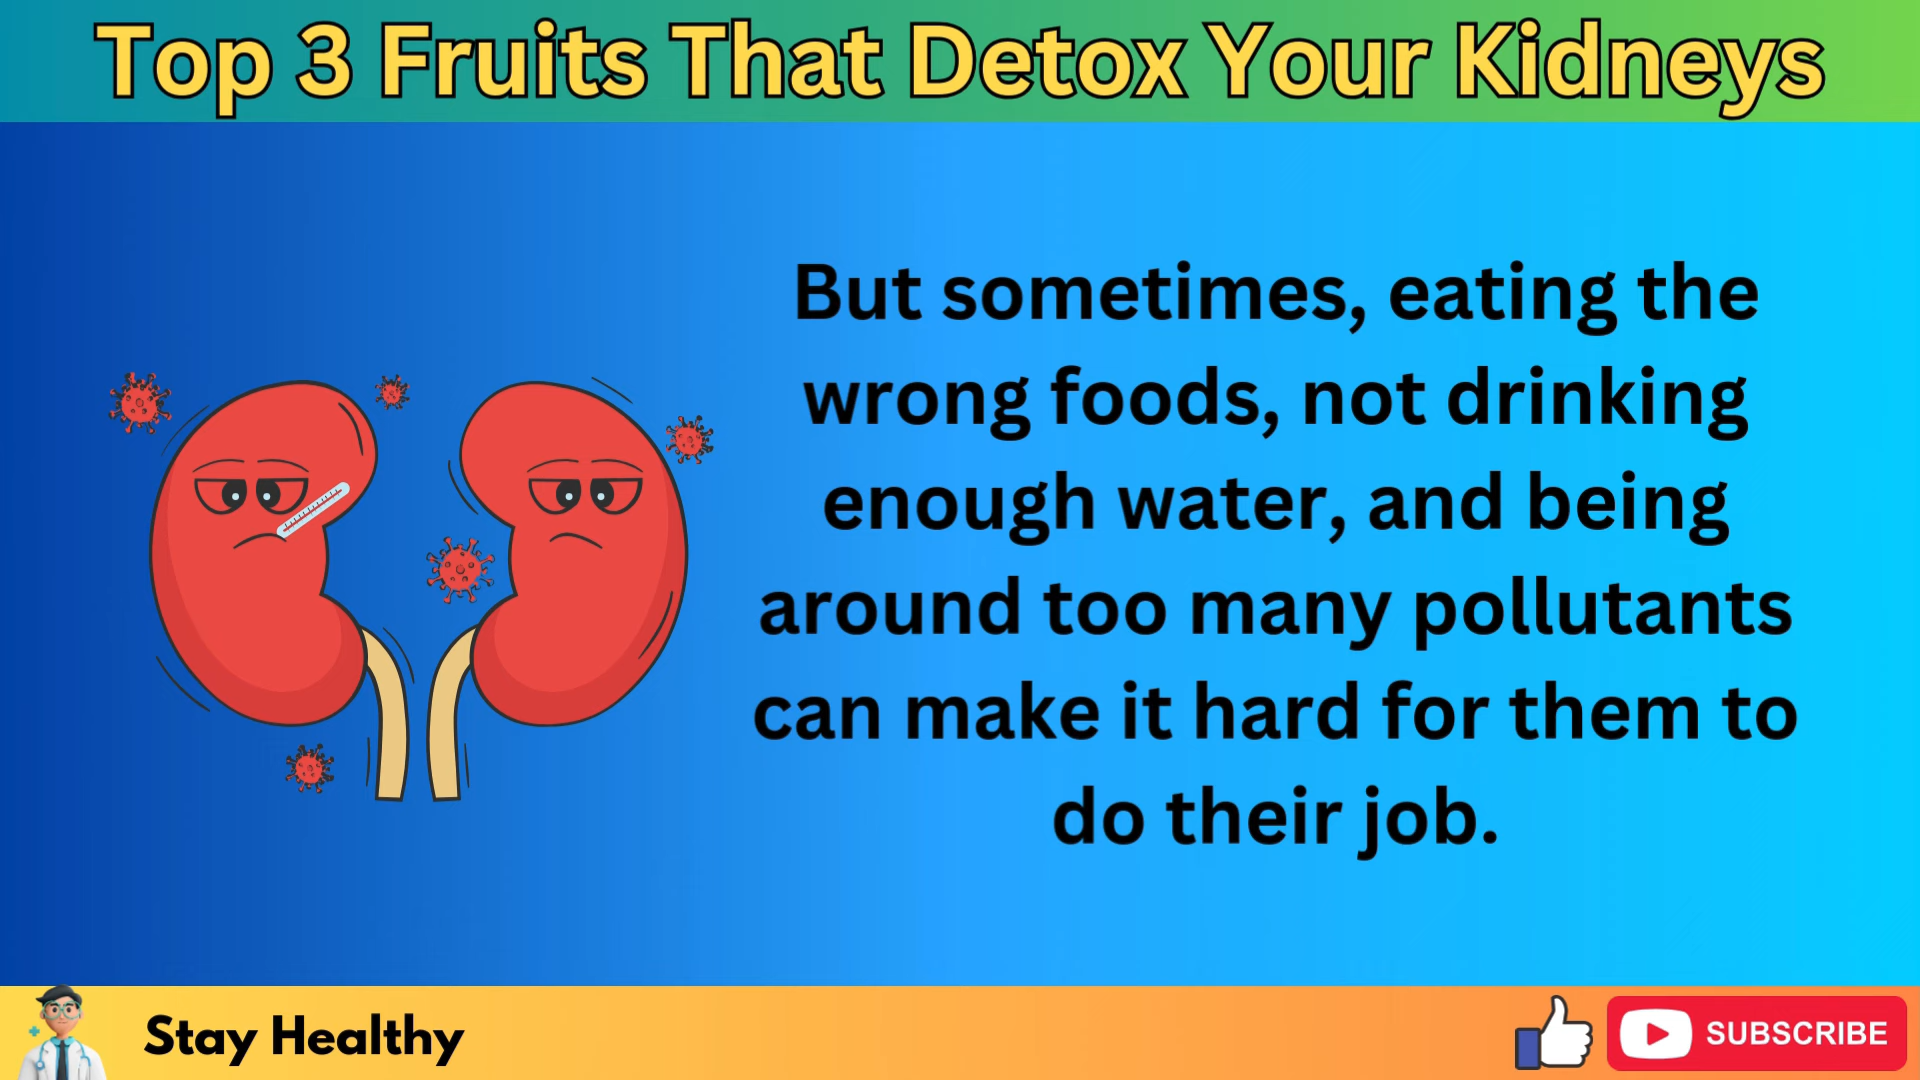 Top 3 Fruits That Detox Your Kidneys
But sometimes, eating the
wrong foods, not drinking
enough water, and being
around too many pollutants
can make it hard for them to
do their job.
Stay Healthy
SUBSCRIBE